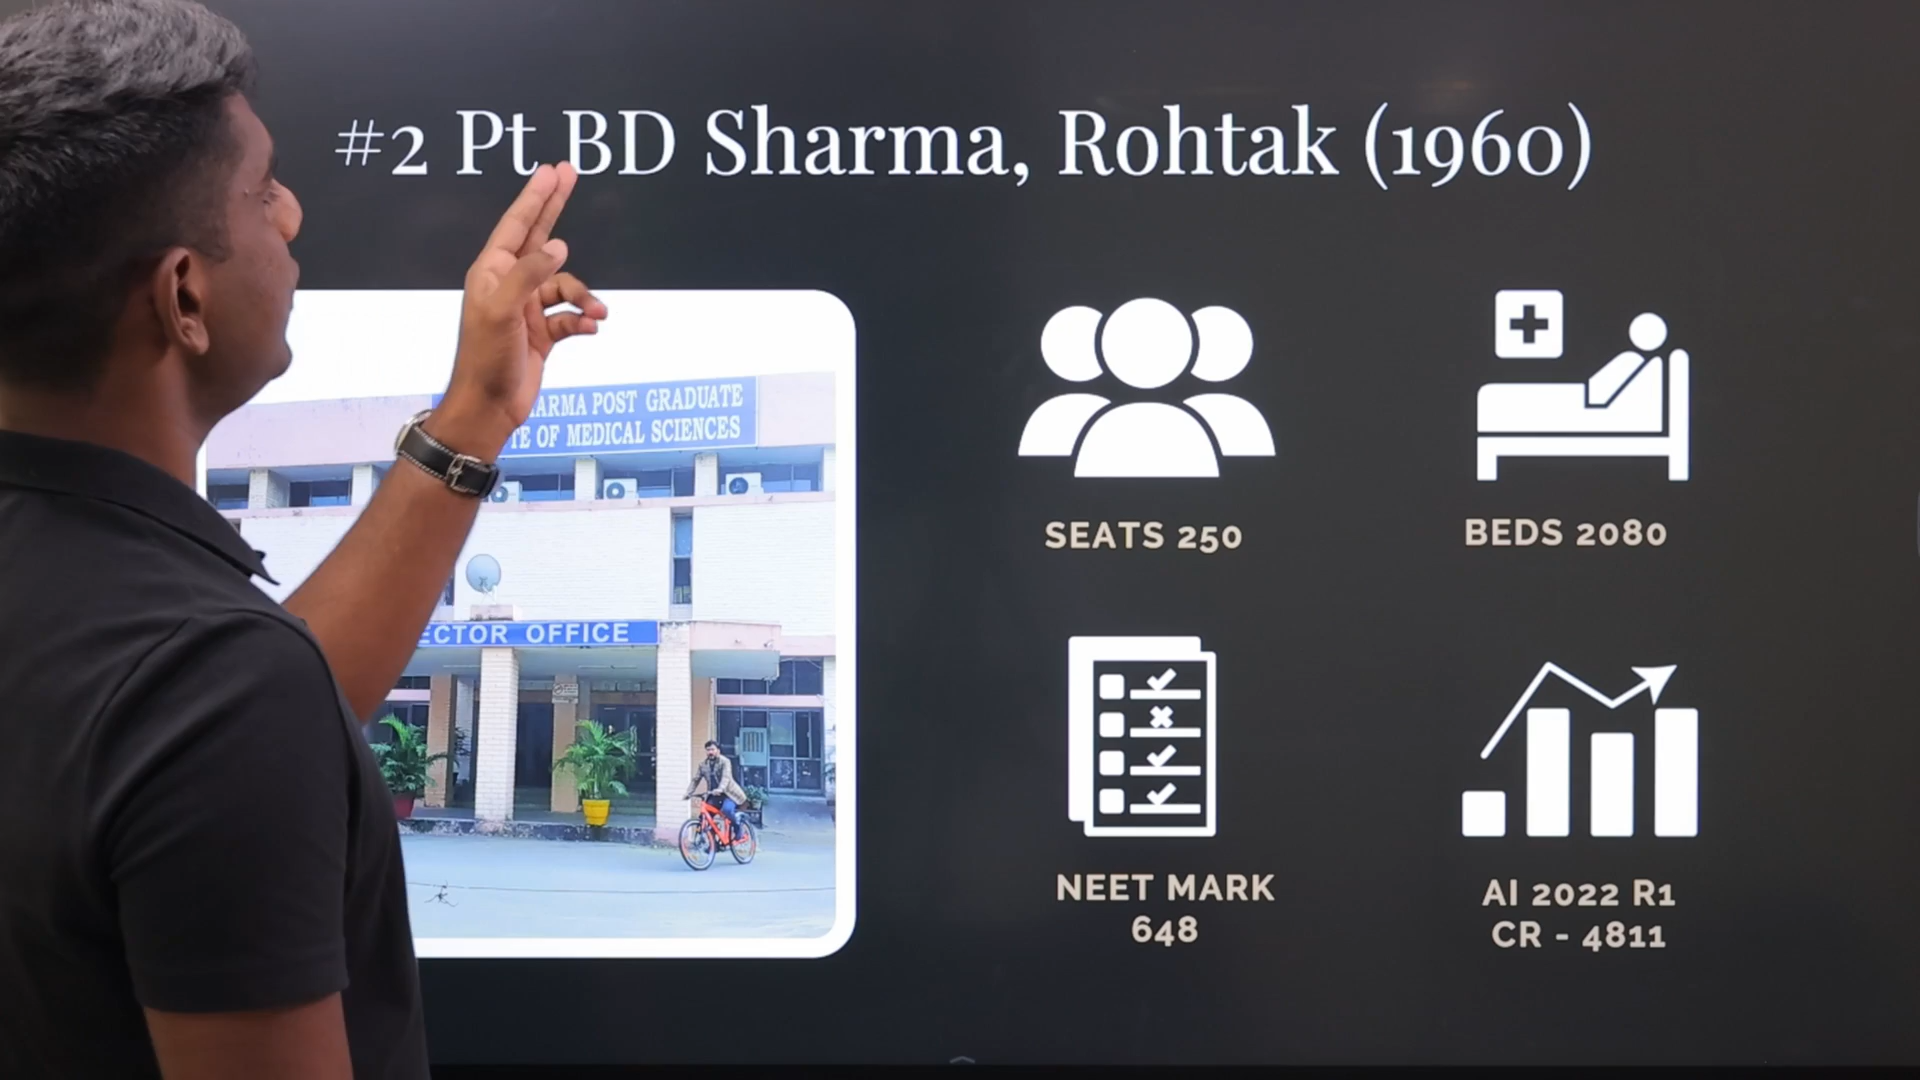 #2 Pt BD Sharma, Rohtak (1960)
ARMA POST GRADUATE
TE OF MEDICAL SCIENCES
ECTOR OFFICE
SEATS 250
BEDS 2080
NEET MARK
648
AI 2022 R1
CR - 4811